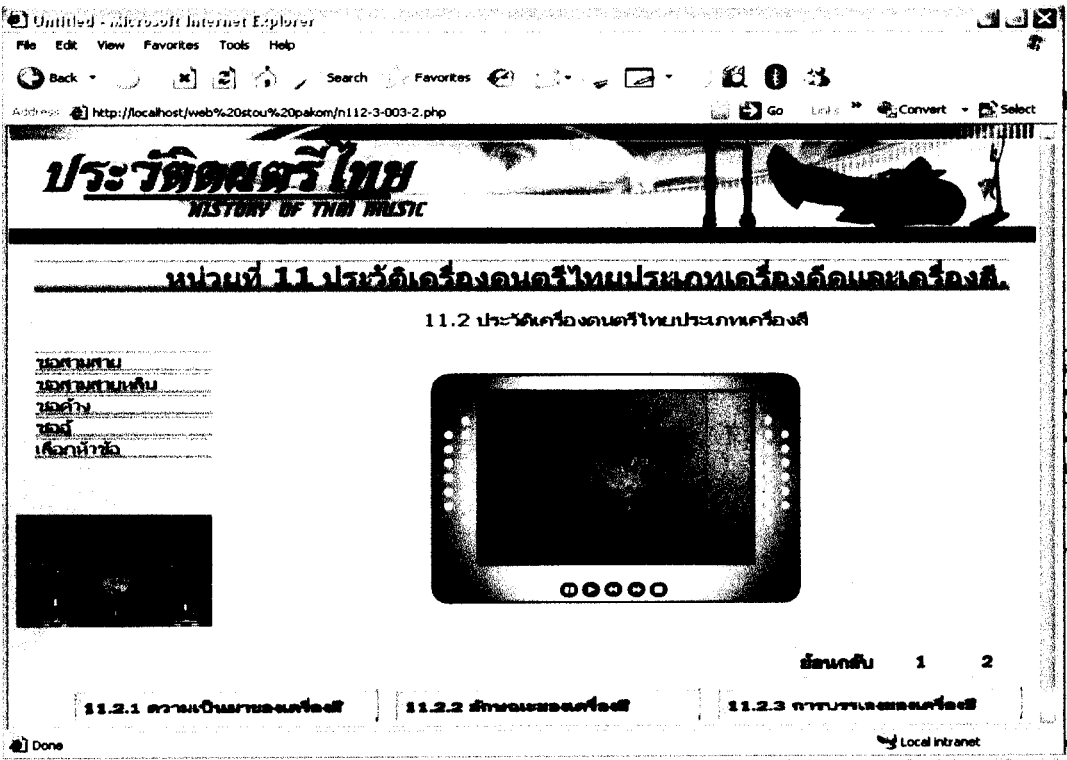 Untitled - Microsoft Internet Explorer
File Edit View Favorites Tools Help
Back Search Favorites
Address http://localhost/web%20stou%20pakom/n112-3-003-2.php Go Links » Convert Select
ประวัติดนตรีไทย
HISTORY OF THAI MUSIC
หน่วยที่ 11 ประวัติเครื่องดนตรีไทยประเภทเครื่องดีดและเครื่องสี.
11.2 ประวัติเครื่องดนตรีไทยประเภทเครื่องสี
ซอสามสาย
ซอสามสายหลีบ
ซอด้วง
ซออู้
เลือกหัวข้อ
ย้อนกลับ 1 2
11.2.1 ความเป็นมาของเครื่องสี 11.2.2 ลักษณะของเครื่องสี 11.2.3 การบรรเลงของเครื่องสี
Done Local intranet